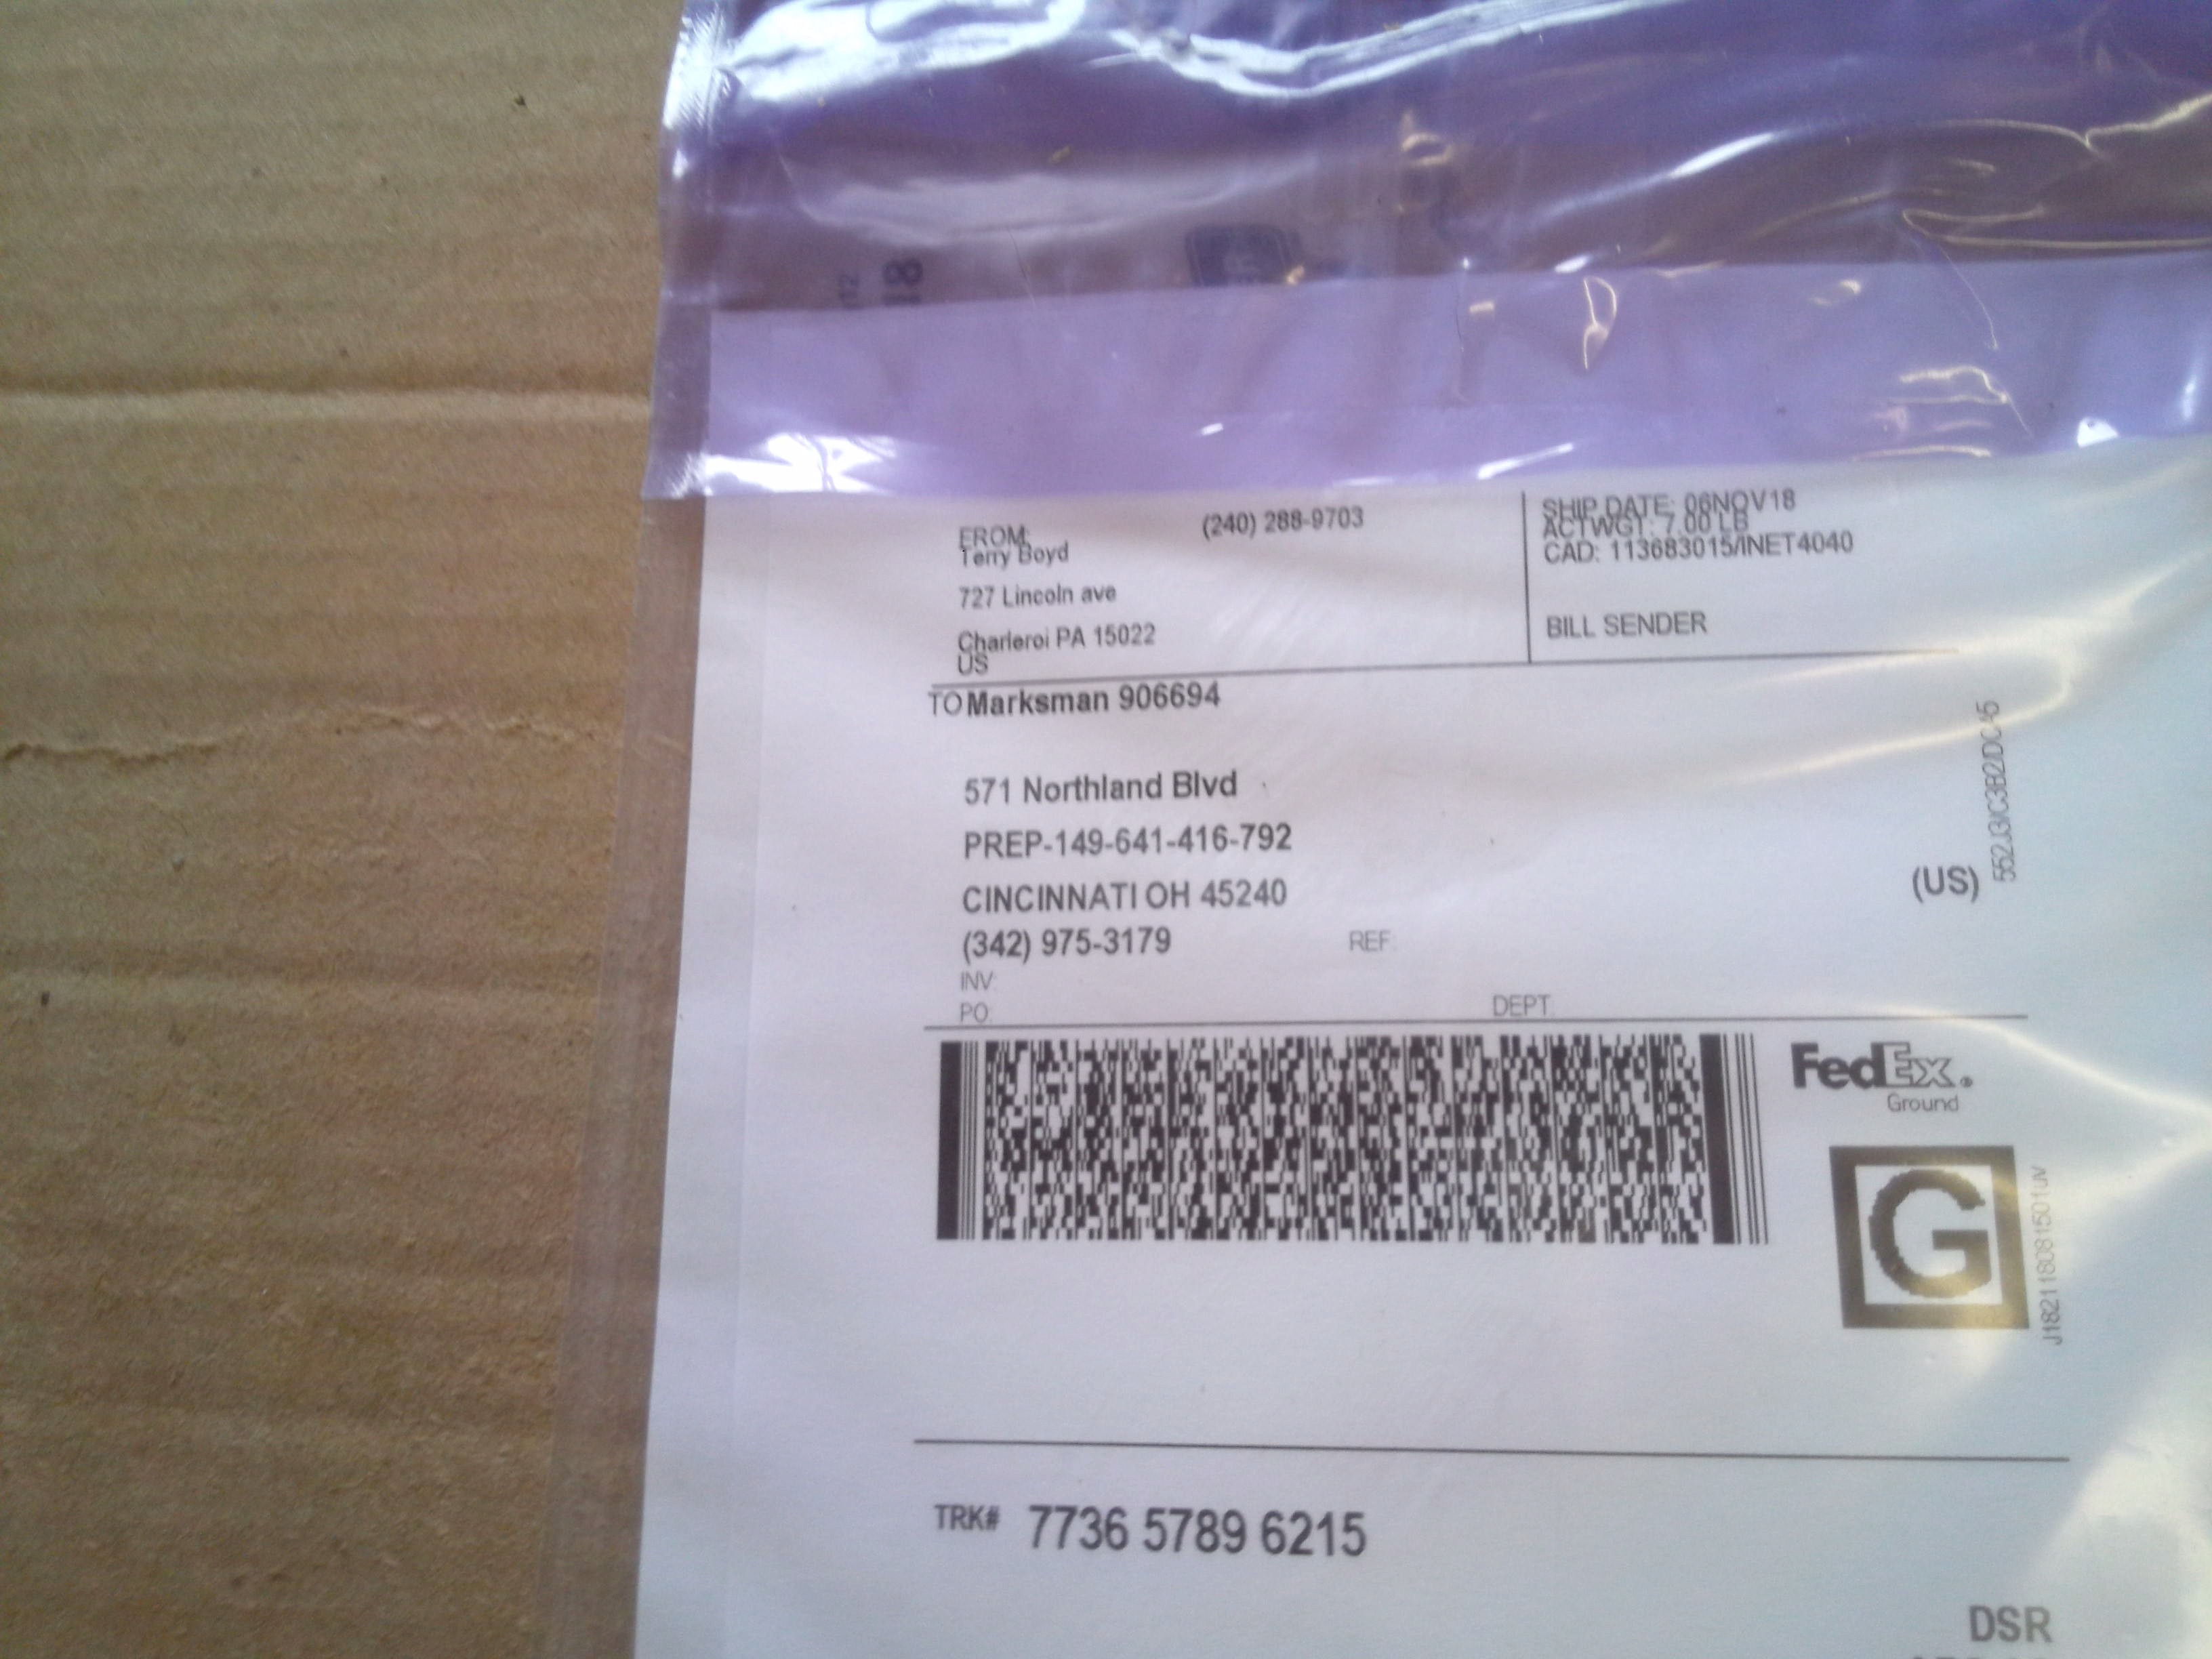 18
FROM: (240) 288-9703
Terry Boyd
727 Lincoln ave
Charleroi PA 15022
US
SHIP DATE: 06NOV18
ACTWGT: 7.00 LB
CAD: 113683015/INET4040
BILL SENDER
TO Marksman 906694
571 Northland Blvd
PREP-149-641-416-792
CINCINNATI OH 45240
(US)
(342) 975-3179 REF:
INV:
PO: DEPT:
FedEx.
Ground
G
TRK# 7736 5789 6215
DSR